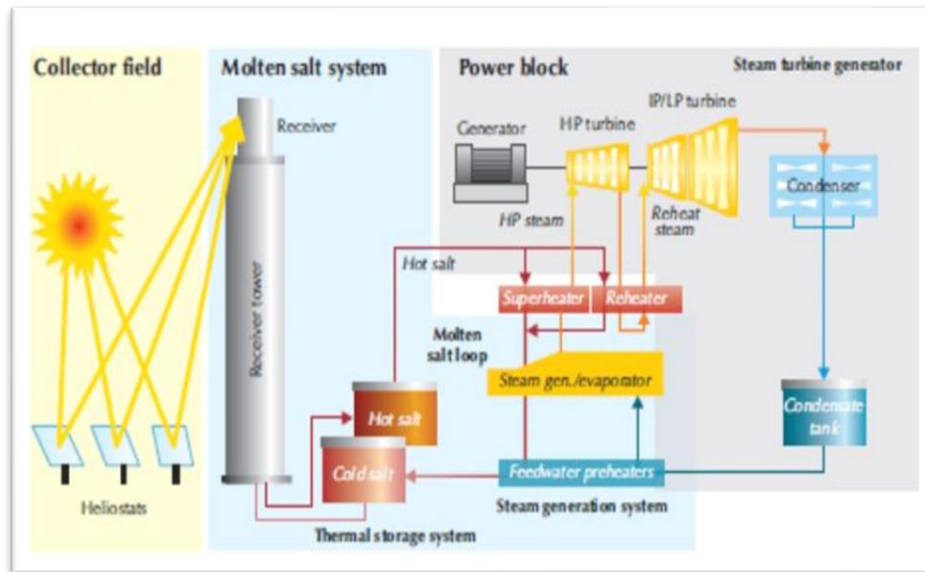 Collector field
Molten salt system
Power block
Steam turbine generator
IP/LP turbine
Receiver
Generator
HP turbine
Condenser
HP steam
Reheat
steam
Hot salt
Receiver tower
Superheater
Reheater
Molten
salt loop
Steam gen./evaporator
Hot salt
Condensate
tank
Cold salt
Feedwater preheaters
Heliostats
Steam generation system
Thermal storage system